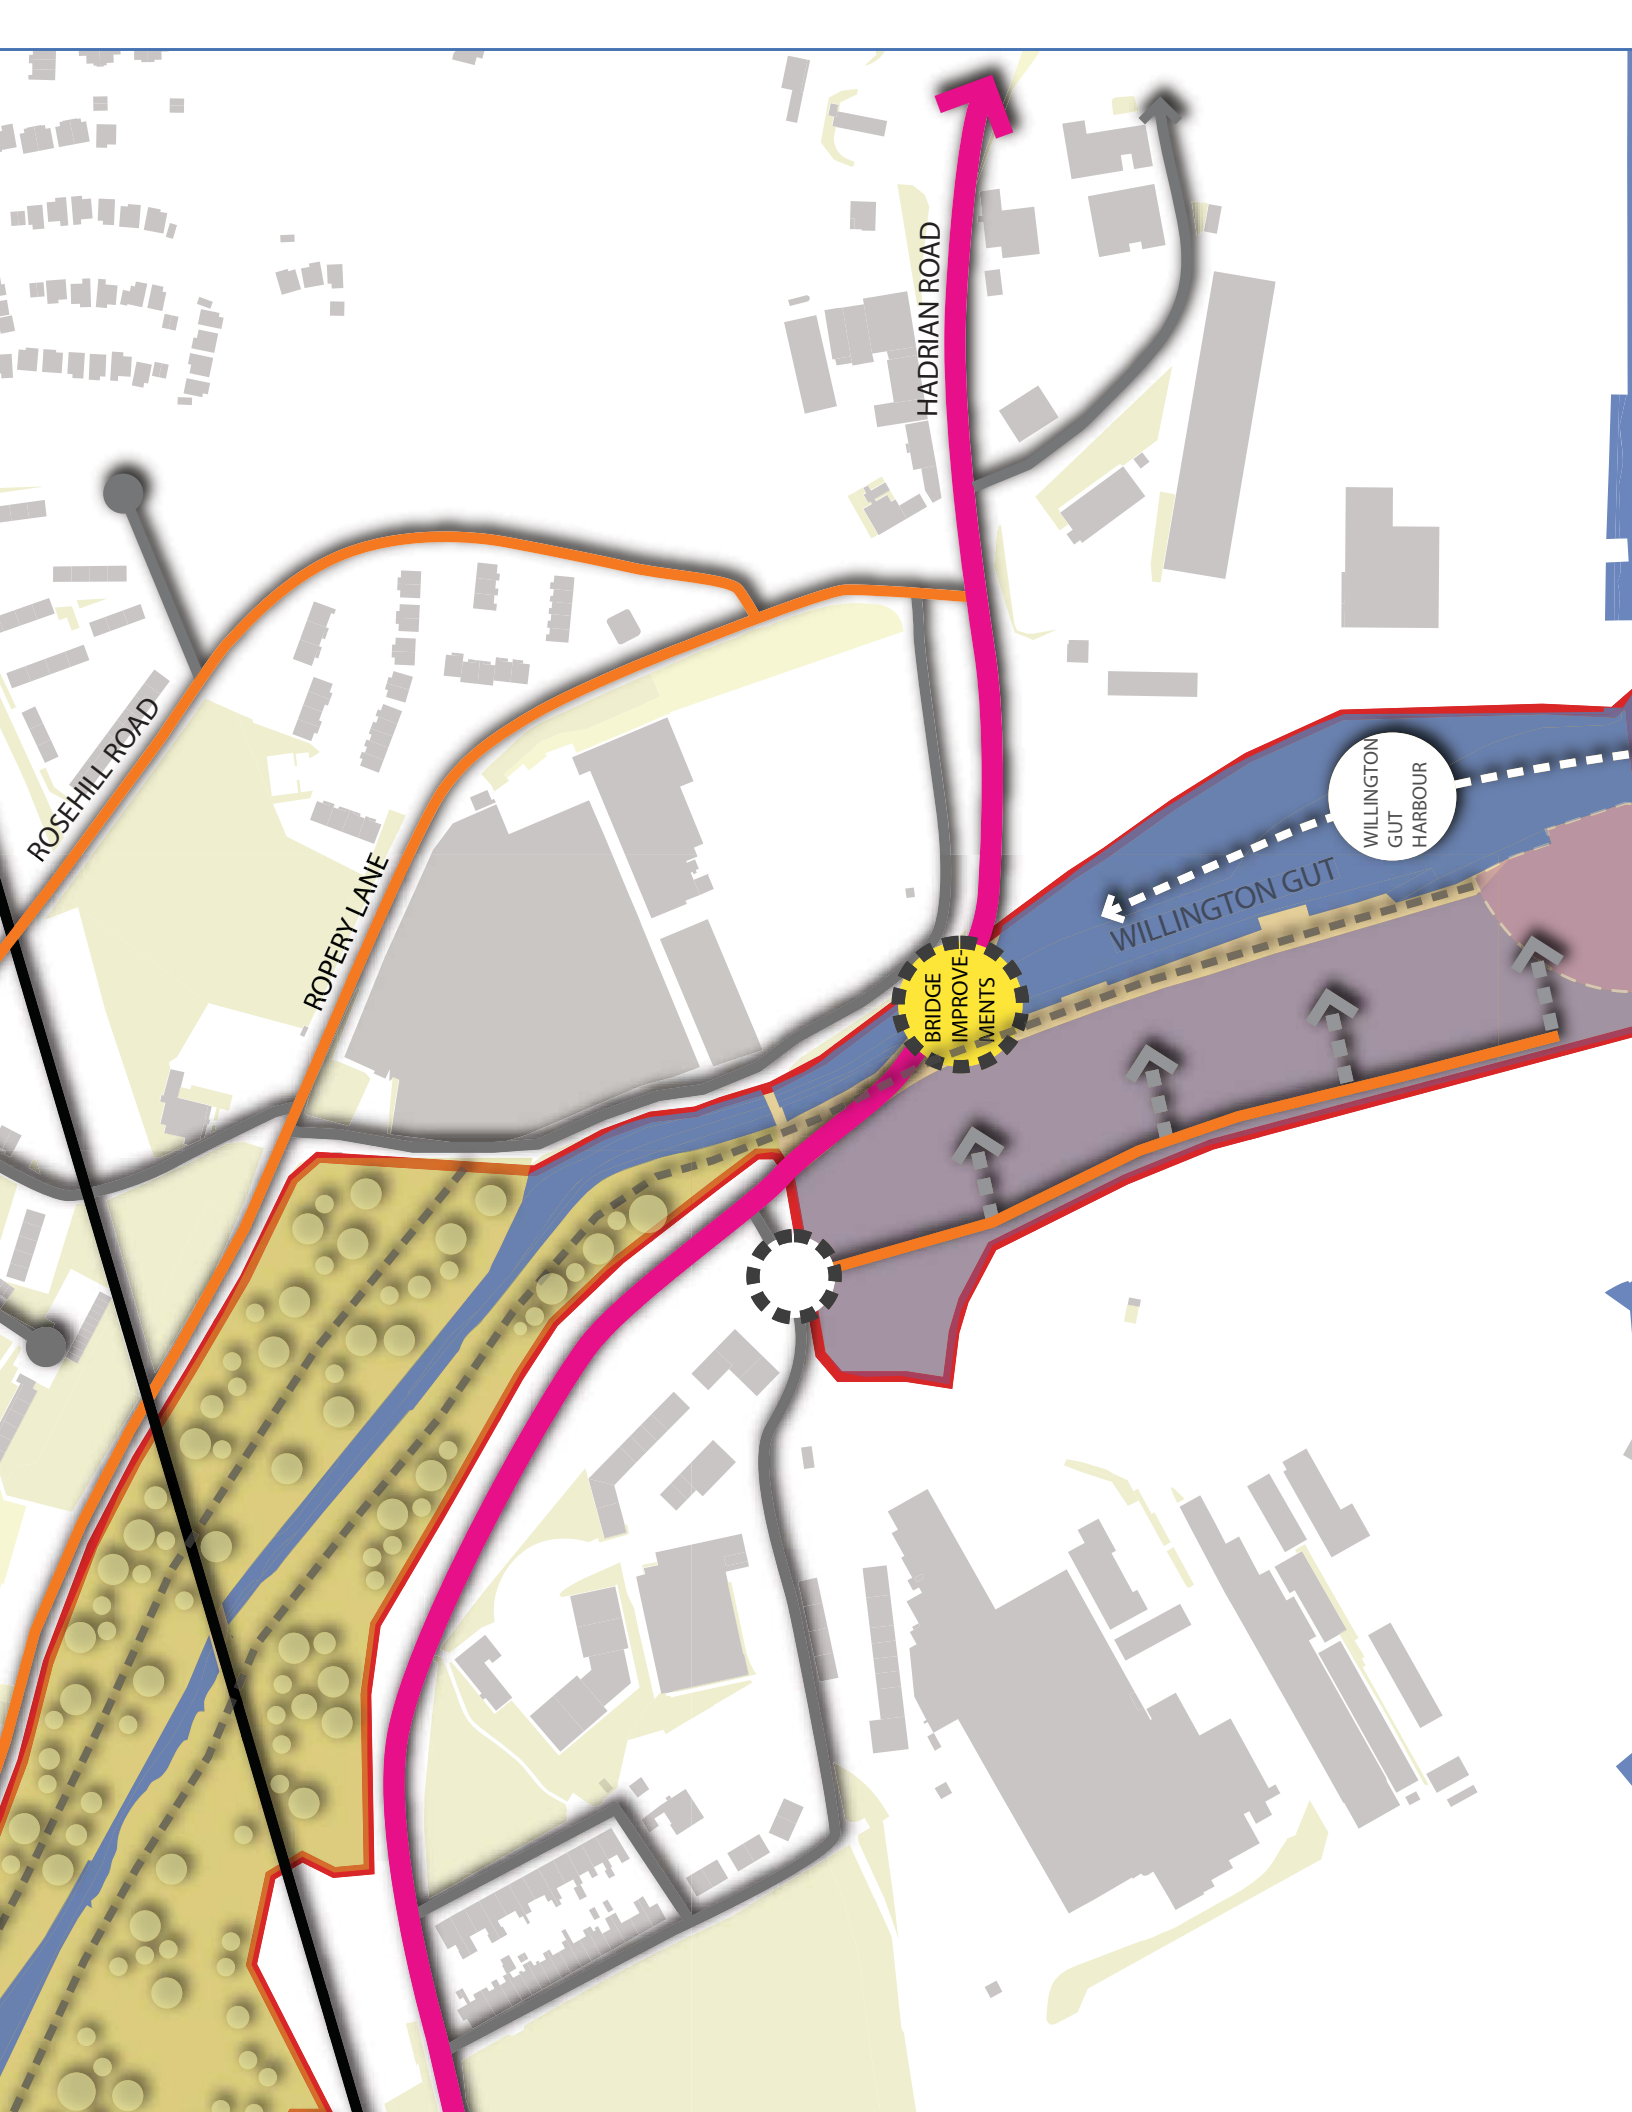 HADRIAN ROAD
ROSEHILL ROAD
ROPERY LANE
WILLINGTON
GUT
HARBOUR
WILLINGTON GUT
BRIDGE
IMPROVE-
MENTS